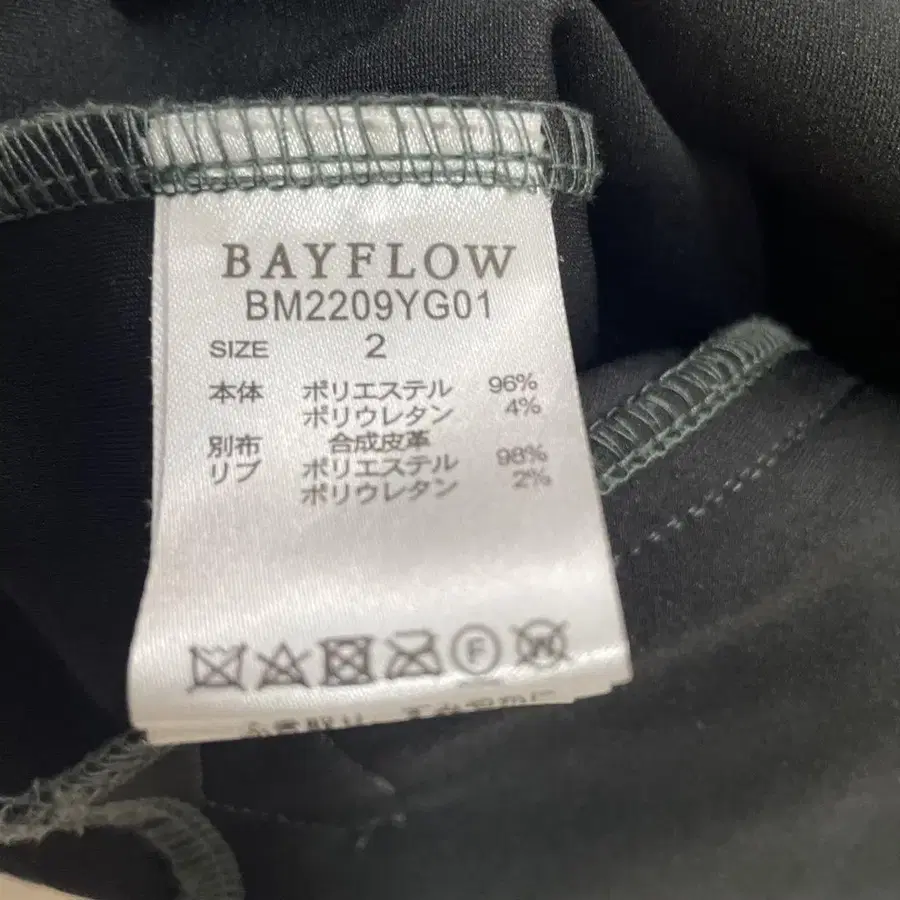 BAYFLOW
BM2209YG01
SIZE 2
本体 ポリエステル 96%
ポリウレタン 4%
別布 合成皮革
リブ ポリエステル 98%
ポリウレタン 2%
F W